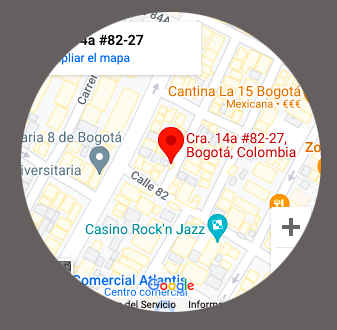 84A
4a #82-27
pliar el mapa
Carrer
Cantina La 15 Bogotá
Mexicana • €€€
aria 8 de Bogotá
iversitaria
Cra. 14a #82-27,
Bogotá, Colombia
Zo
Calle 82
Casino Rock'n Jazz
Comercial Atlantis
Centro comercial
Google
del Servicio
Informa